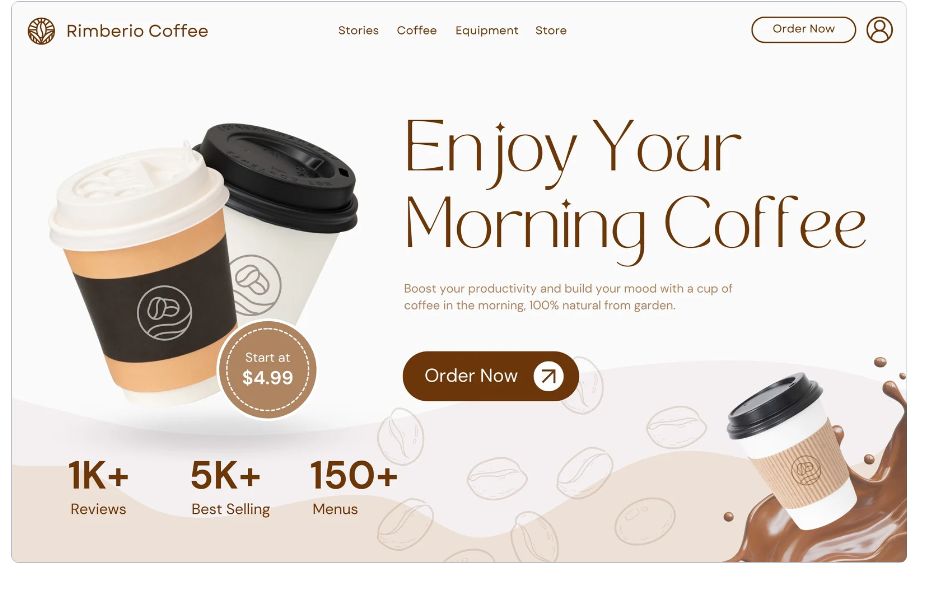 Rimberio Coffee
Stories Coffee Equipment Store
Order Now
Enjoy Your
Morning Coffee
Boost your productivity and build your mood with a cup of
coffee in the morning, 100% natural from garden.
Start at
$4.99
Order Now
1K+ 5K+ 150+
Reviews Best Selling Menus